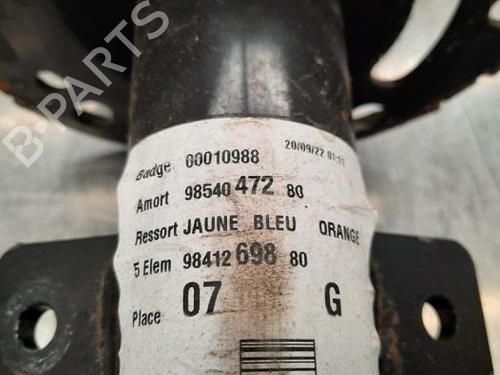 B-PARTS
Badge 00010988
20/09/22 01:11
Amort 98540 472 80
Ressort JAUNE BLEU ORANGE
5 Elem 98412 698 80
Place 07 G